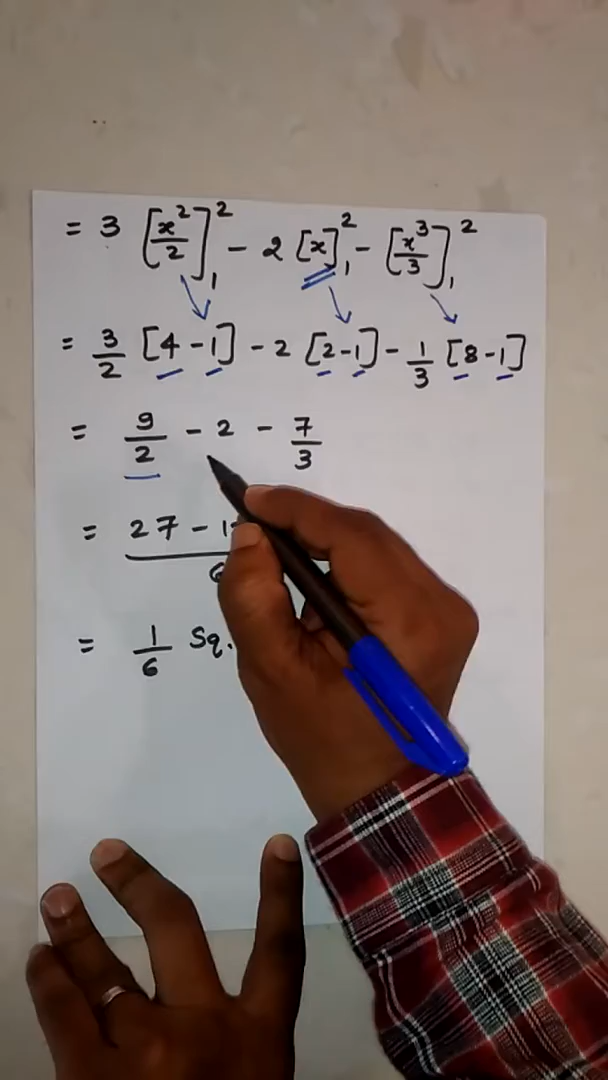 = 3 [x²/2]₁² - 2 [x]₁² - [x³/3]₁²
= 3/2 [4 - 1] - 2 [2 - 1] - 1/3 [8 - 1]
= 9/2 - 2 - 7/3
= 27 - 1 / 6
= 1/6 Sq.